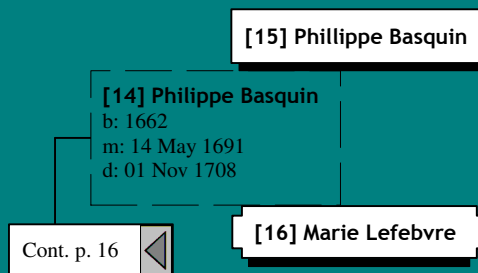 [15] Phillippe Basquin
[14] Philippe Basquin
b: 1662
m: 14 May 1691
d: 01 Nov 1708
[16] Marie Lefebvre
Cont. p. 16